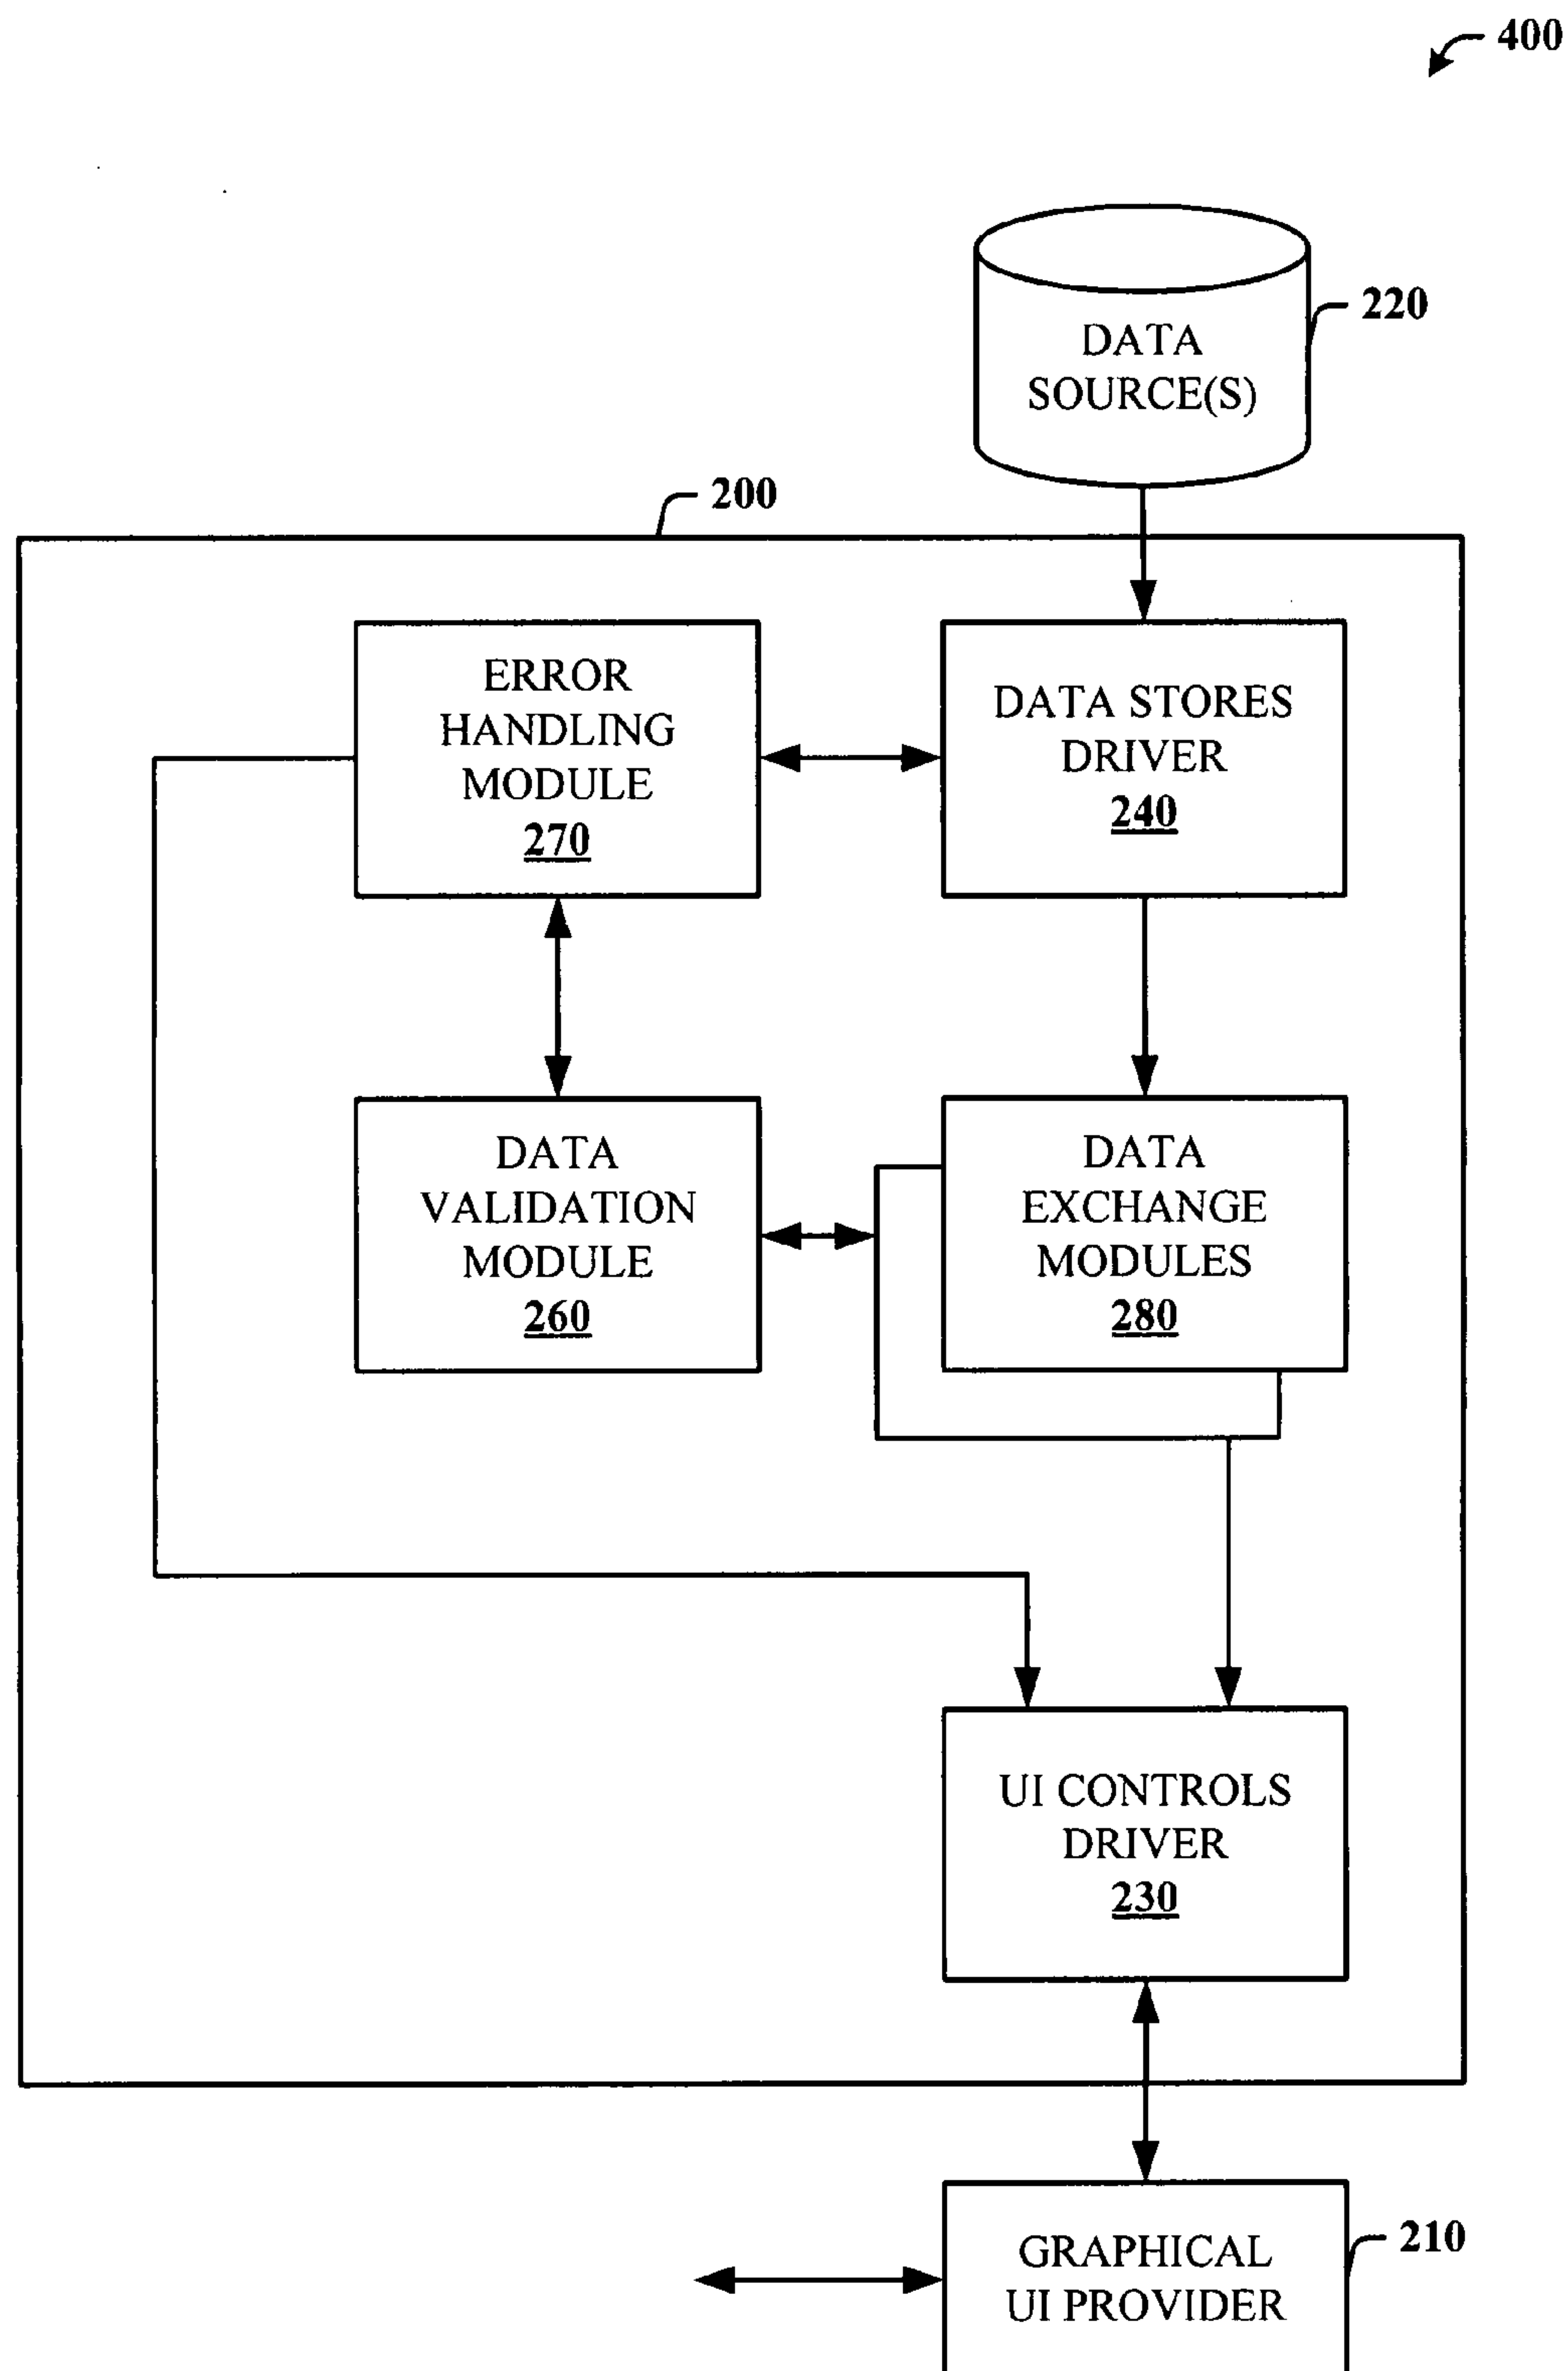 400
220
DATA
SOURCE(S)
200
ERROR
HANDLING
MODULE
270
DATA STORES
DRIVER
240
DATA
VALIDATION
MODULE
260
DATA
EXCHANGE
MODULES
280
UI CONTROLS
DRIVER
230
GRAPHICAL
UI PROVIDER
210